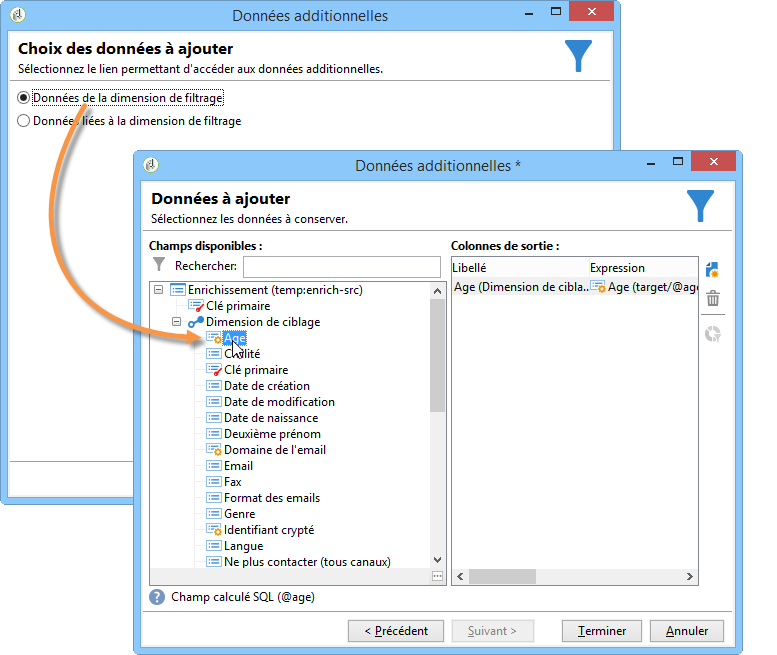 Données additionnelles
Choix des données à ajouter
Sélectionnez le lien permettant d'accéder aux données additionnelles.
Données de la dimension de filtrage
Données liées à la dimension de filtrage
Données additionnelles *
Données à ajouter
Sélectionnez les données à conserver.
Champs disponibles :
Rechercher:
Enrichissement (temp:enrich-src)
Clé primaire
Dimension de ciblage
Age
Civilité
Clé primaire
Date de création
Date de modification
Date de naissance
Deuxième prénom
Domaine de l'email
Email
Fax
Format des emails
Genre
Identifiant crypté
Langue
Ne plus contacter (tous canaux)
Colonnes de sortie :
Libellé Expression
Age (Dimension de cibla... Age (target/@age
Champ calculé SQL (@age)
< Précédent Suivant > Terminer Annuler